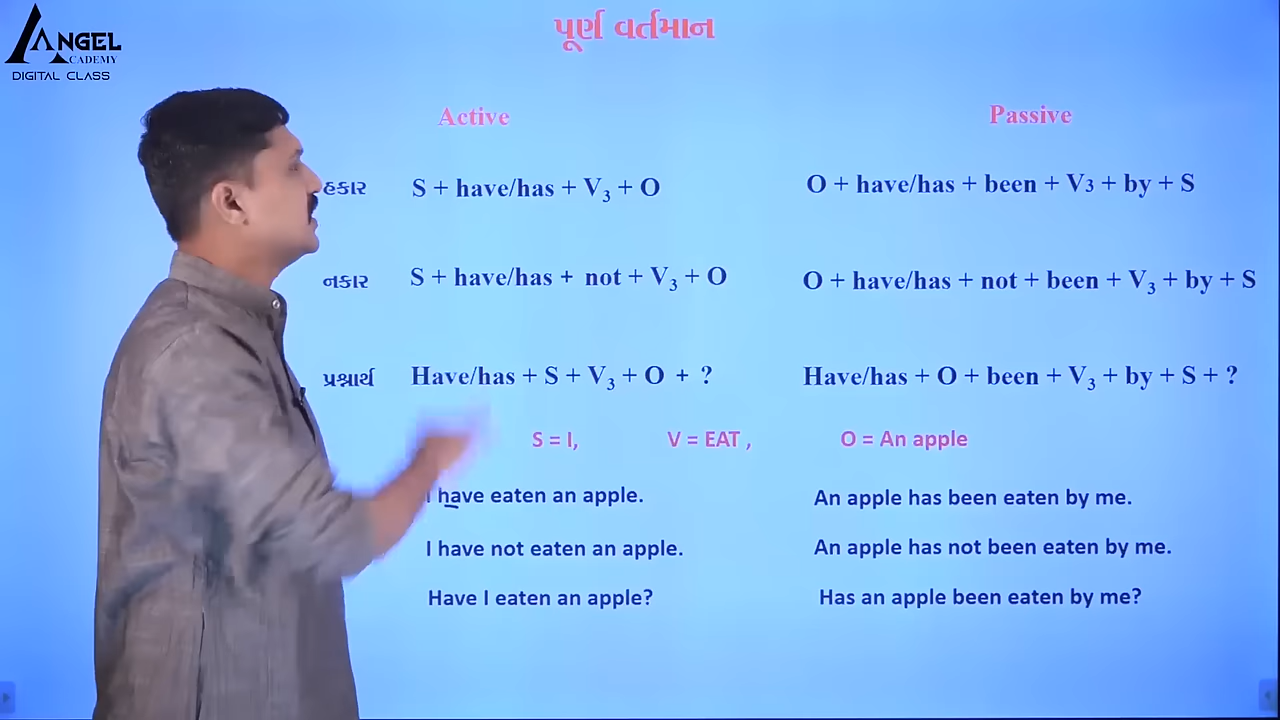 ANGEL
ACADEMY
DIGITAL CLASS
પૂર્ણ વર્તમાન
Active Passive
હકાર S + have/has + V₃ + O O + have/has + been + V3 + by + S
નકાર S + have/has + not + V₃ + O O + have/has + not + been + V₃ + by + S
પ્રશ્નાર્થ Have/has + S + V₃ + O + ? Have/has + O + been + V₃ + by + S + ?
S = I, V = EAT , O = An apple
I have eaten an apple. An apple has been eaten by me.
I have not eaten an apple. An apple has not been eaten by me.
Have I eaten an apple? Has an apple been eaten by me?